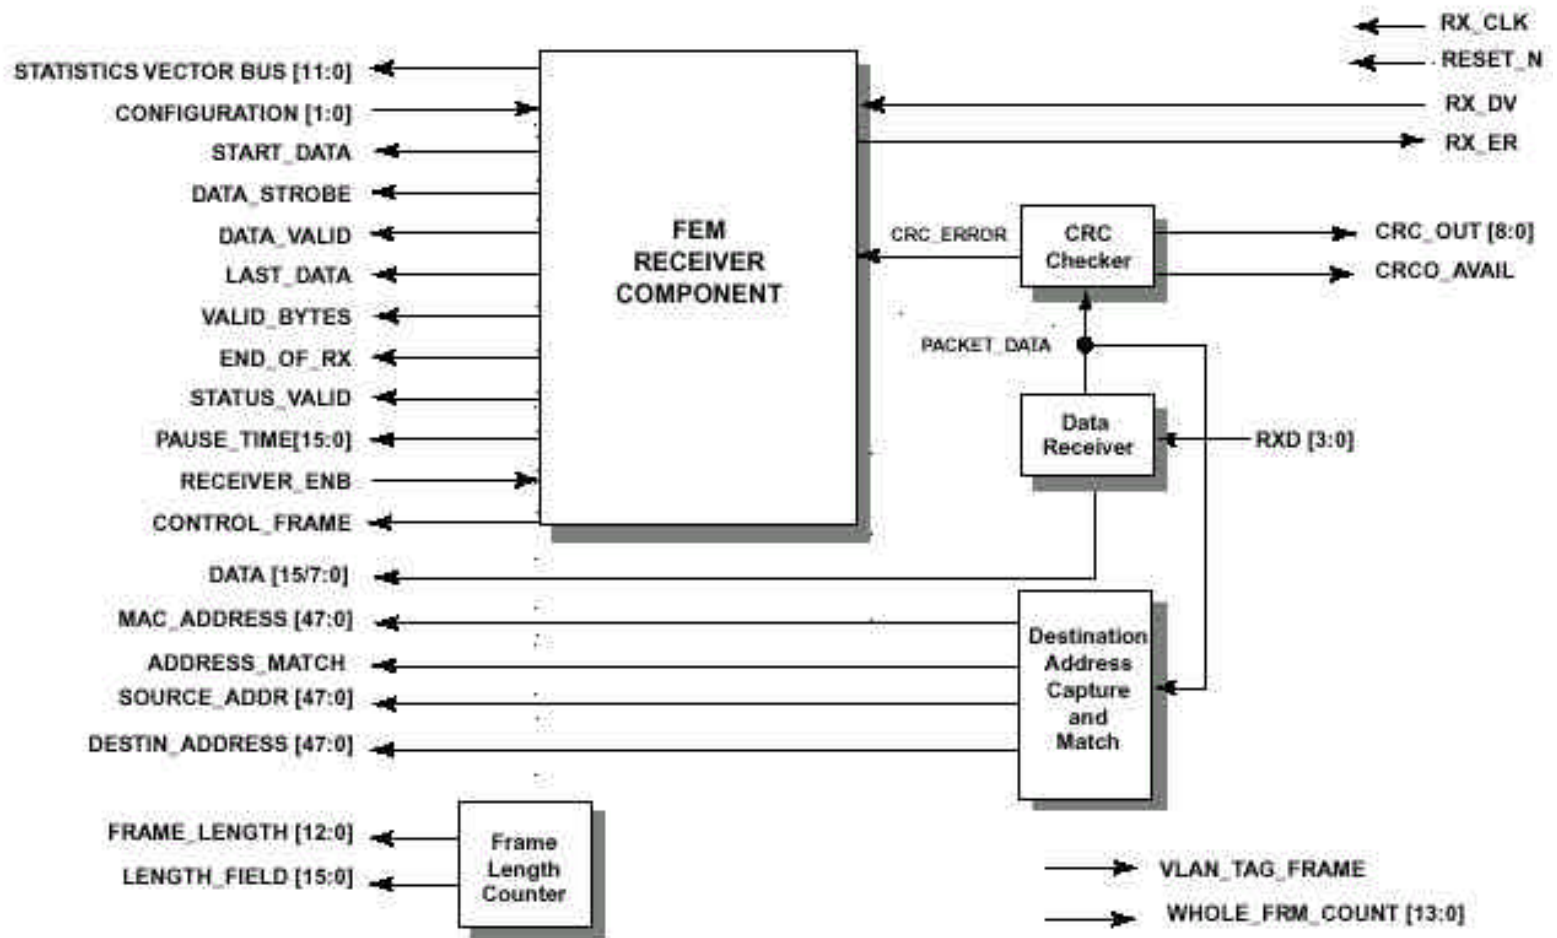 RX_CLK
RESET_N
RX_DV
RX_ER
STATISTICS VECTOR BUS [11:0]
CONFIGURATION [1:0]
START_DATA
DATA_STROBE
DATA_VALID
LAST_DATA
VALID_BYTES
END_OF_RX
STATUS_VALID
PAUSE_TIME[15:0]
RECEIVER_ENB
CONTROL_FRAME
DATA [15/7:0]
MAC_ADDRESS [47:0]
ADDRESS_MATCH
SOURCE_ADDR [47:0]
DESTIN_ADDRESS [47:0]
FRAME_LENGTH [12:0]
LENGTH_FIELD [15:0]
FEM
RECEIVER
COMPONENT
CRC_ERROR
CRC
Checker
CRC_OUT [8:0]
CRCO_AVAIL
PACKET_DATA
Data
Receiver
RXD [3:0]
Destination
Address
Capture
and
Match
Frame
Length
Counter
VLAN_TAG_FRAME
WHOLE_FRM_COUNT [13:0]